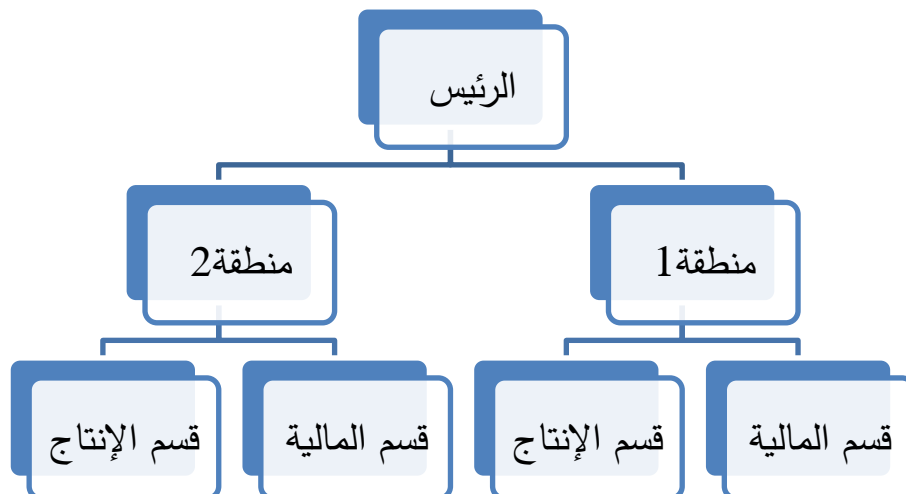 الرئيس
منطقة1
منطقة2
قسم المالية
قسم الإنتاج
قسم المالية
قسم الإنتاج